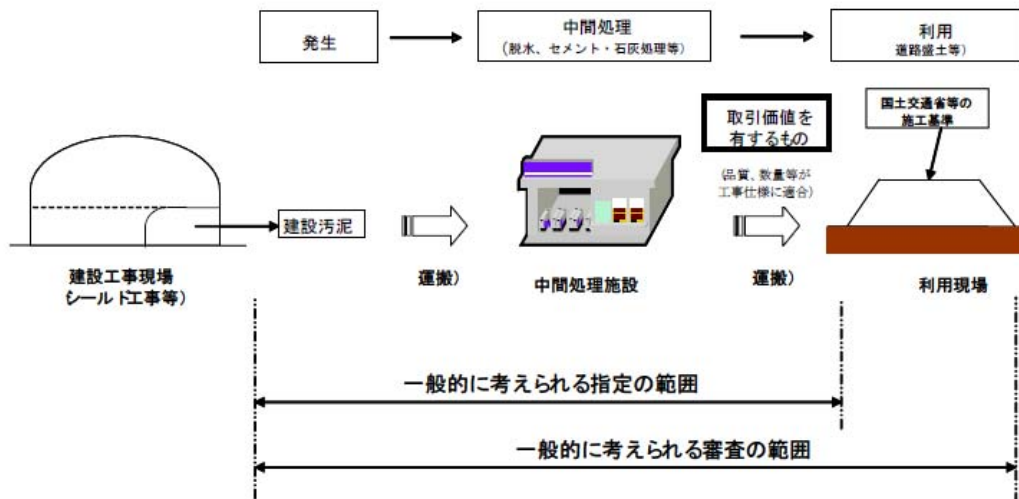 発生
中間処理
(脱水、セメント・石灰処理等)
利用
道路盛土等)
取引価値を
有するもの
国土交通省等の
施工基準
(品質、数量等が
工事仕様に適合)
建設汚泥
建設工事現場
(シールド工事等)
運搬)
中間処理施設
運搬)
利用現場
一般的に考えられる指定の範囲
一般的に考えられる審査の範囲